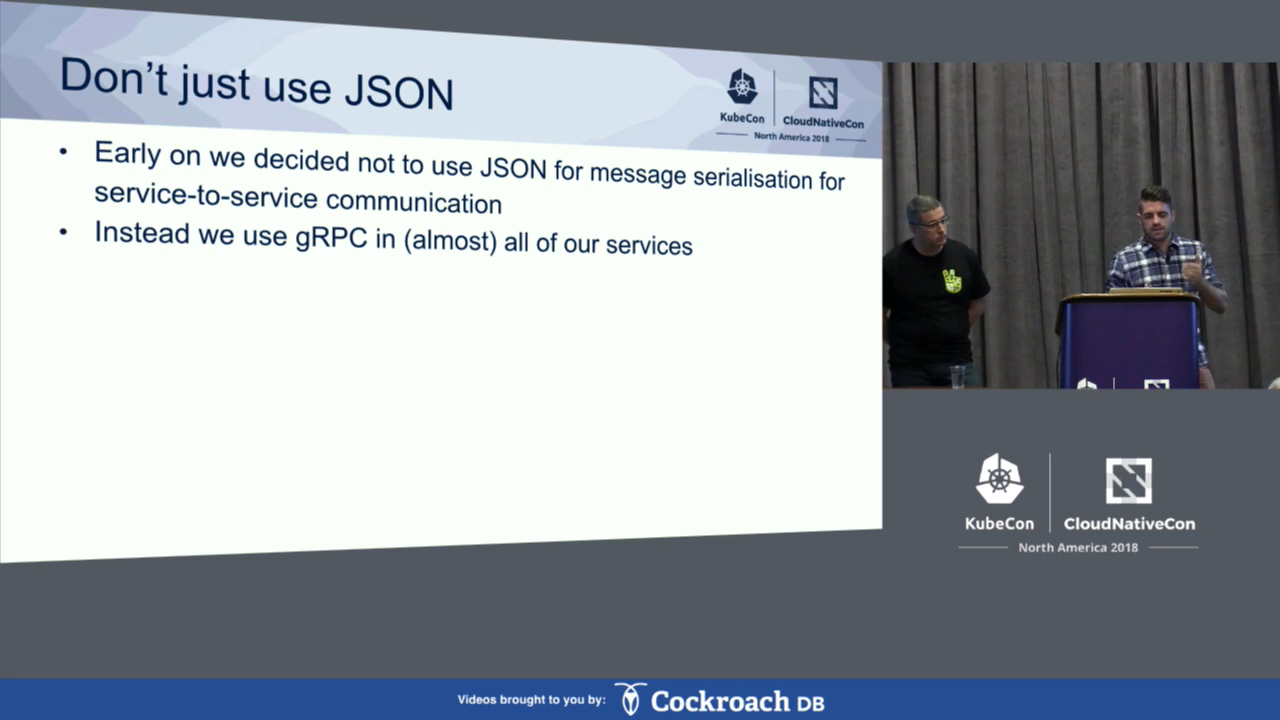 Don't just use JSON
KubeCon
CloudNativeCon
North America 2018
• Early on we decided not to use JSON for message serialisation for
service-to-service communication
• Instead we use gRPC in (almost) all of our services
KubeCon
CloudNativeCon
North America 2018
Videos brought to you by:
Cockroach DB